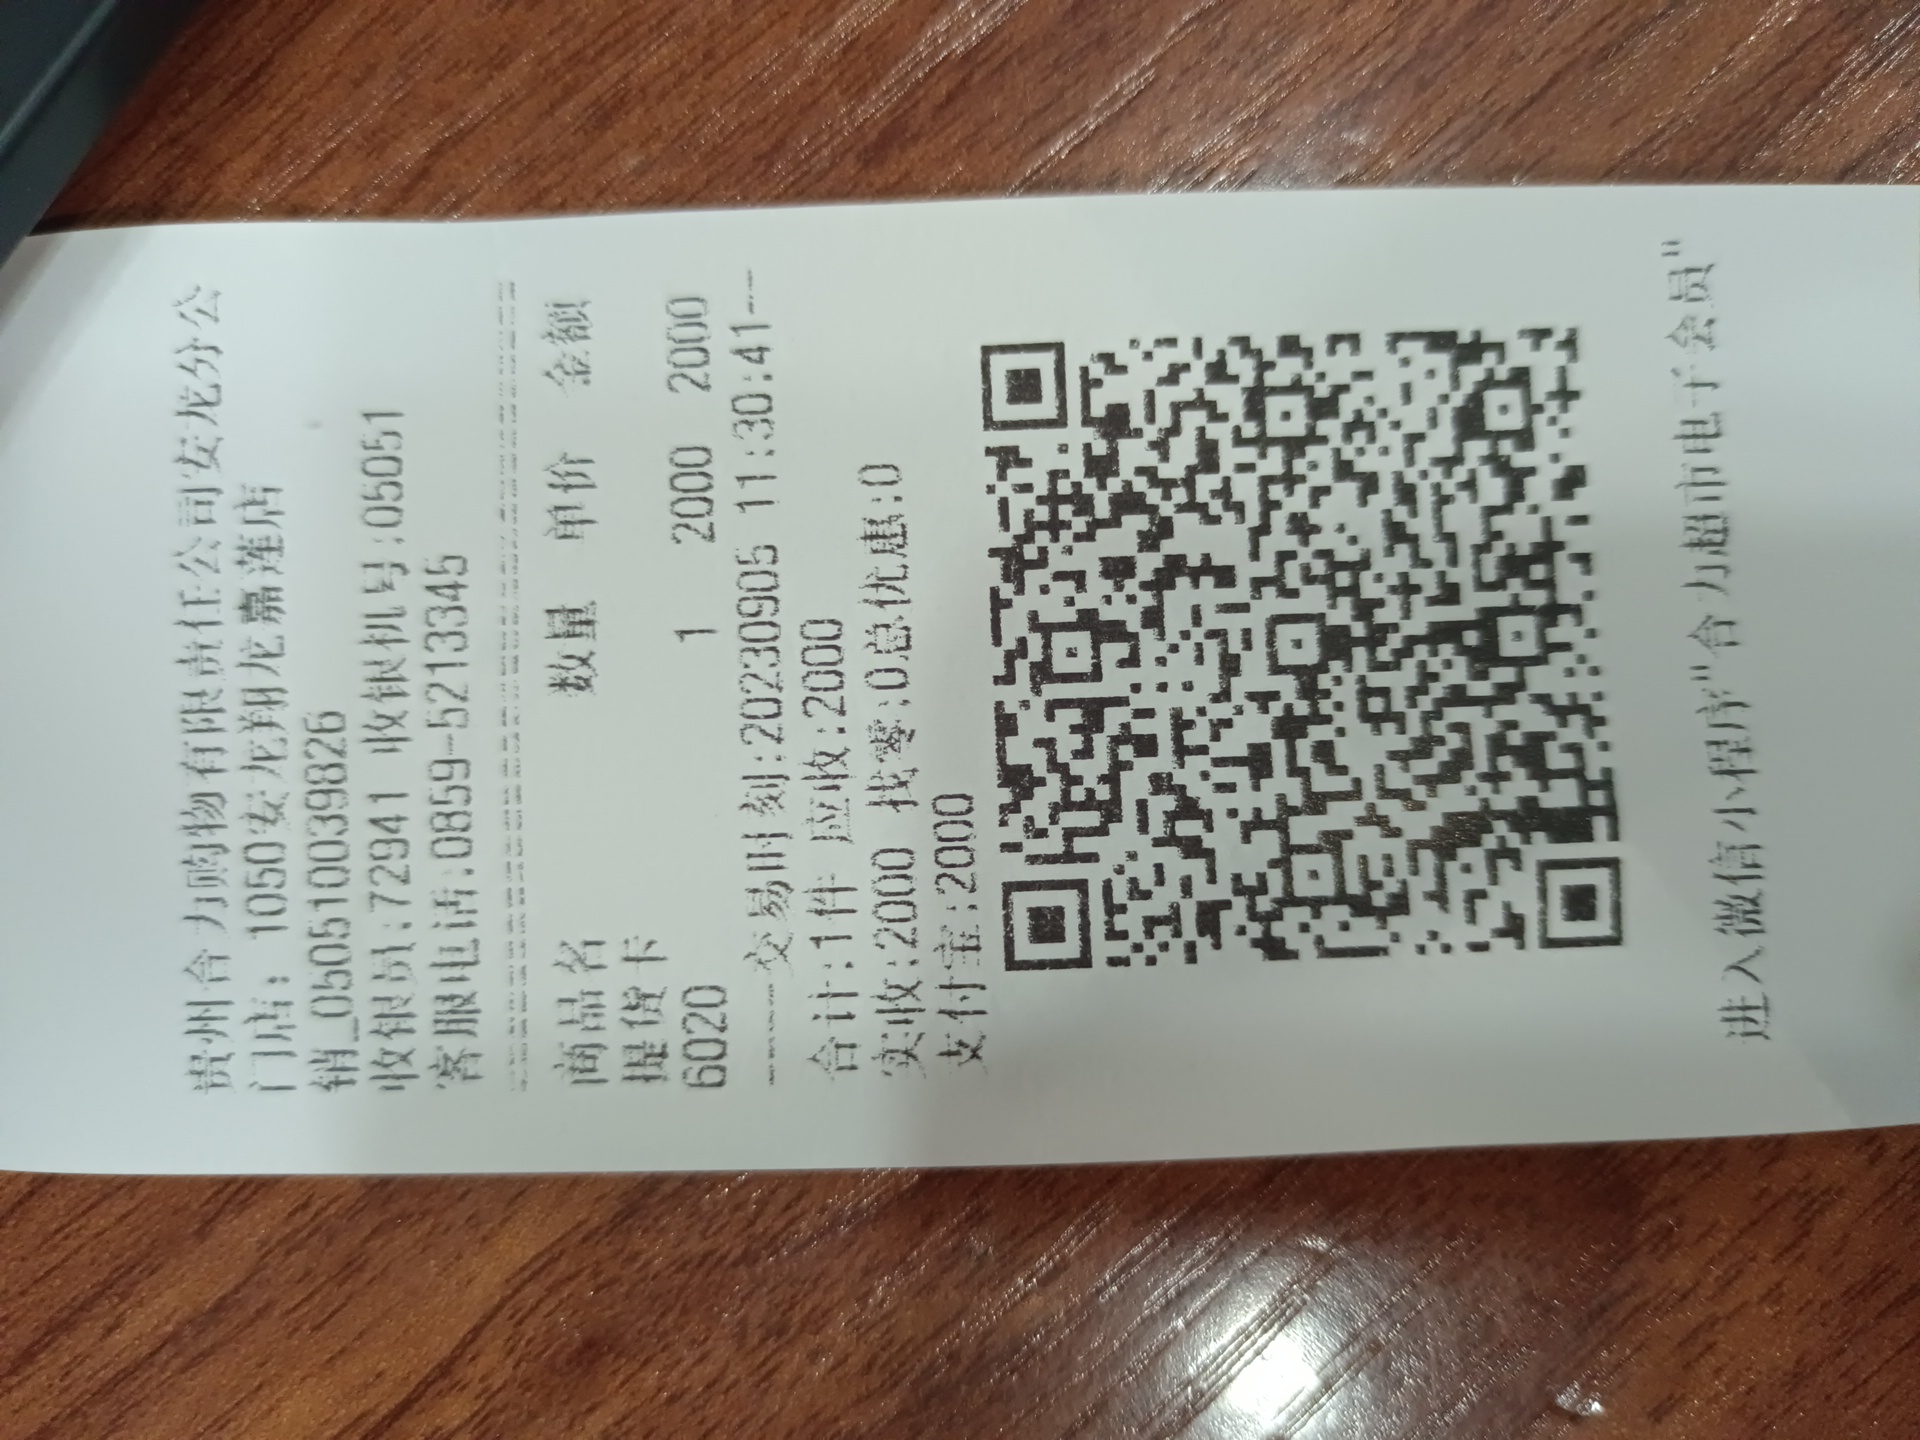 贵州合力购物有限责任公司安龙分公
门店: 1050安龙翔龙嘉莲店
销_050510039826
收银员:72941 收银机号:05051
客服电话:0859-5213345
商品名 数量 单价 金额
提货卡
6020 1 2000 2000
----交易时刻:20230905 11:30:41--
合计:1件 应收:2000
实收:2000 找零:0总优惠:0
支付宝:2000
进入微信小程序"合力超市电子会员"